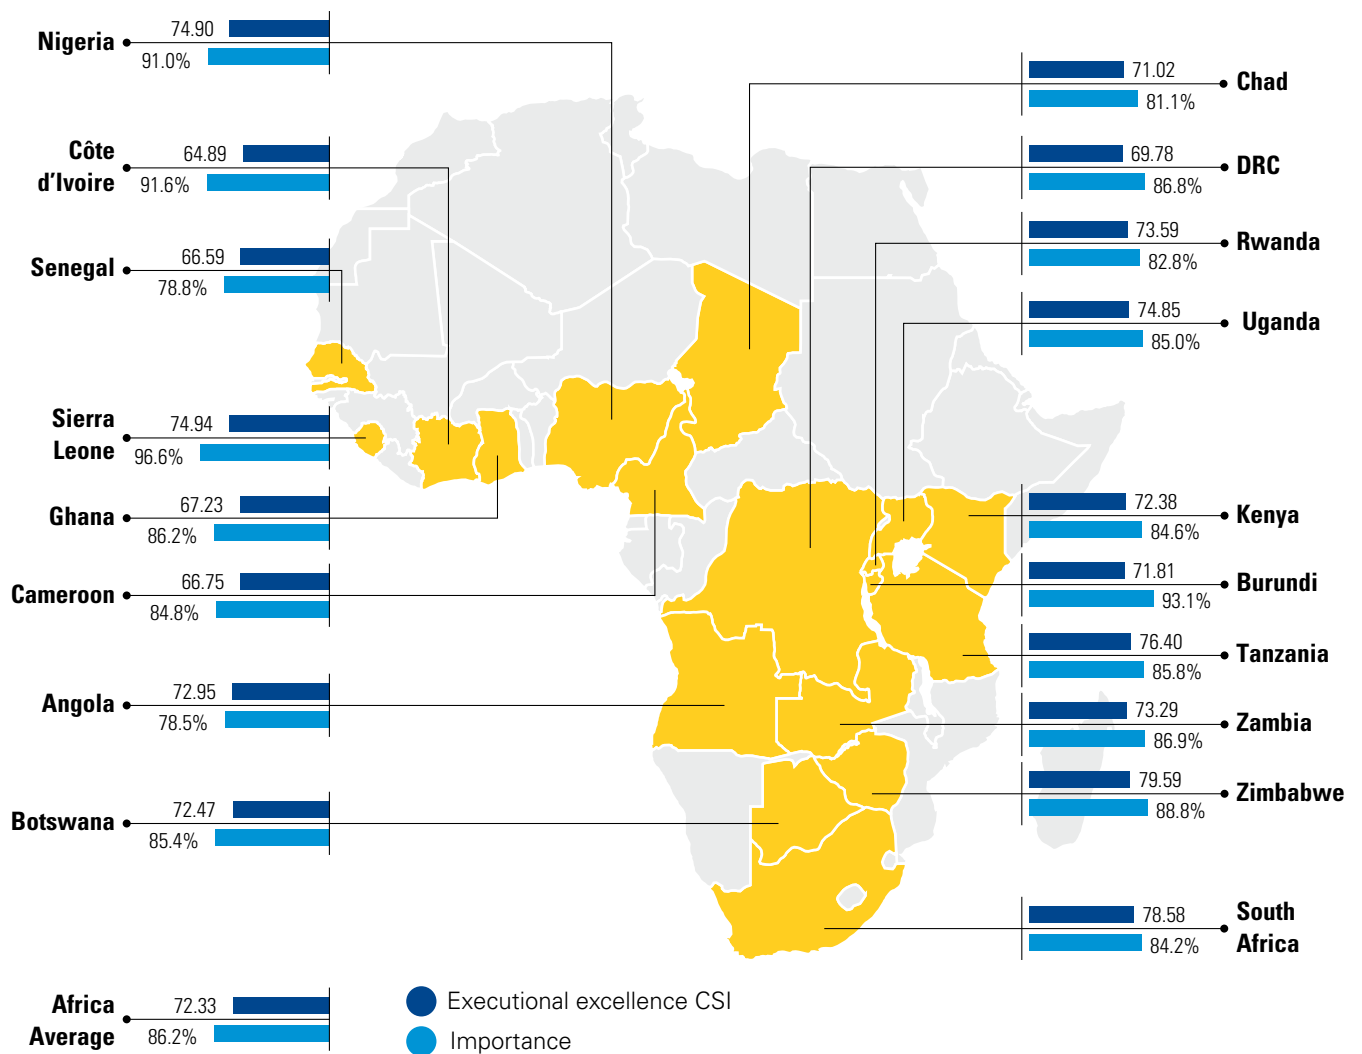 Nigeria
74.90
91.0%
Côte
d'Ivoire
64.89
91.6%
Senegal
66.59
78.8%
Sierra
Leone
74.94
96.6%
Ghana
67.23
86.2%
Cameroon
66.75
84.8%
Angola
72.95
78.5%
Botswana
72.47
85.4%
Africa
Average
72.33
86.2%
71.02
81.1%
Chad
69.78
86.8%
DRC
73.59
82.8%
Rwanda
74.85
85.0%
Uganda
72.38
84.6%
Kenya
71.81
93.1%
Burundi
76.40
85.8%
Tanzania
73.29
86.9%
Zambia
79.59
88.8%
Zimbabwe
78.58
84.2%
South
Africa
Executional excellence CSI
Importance